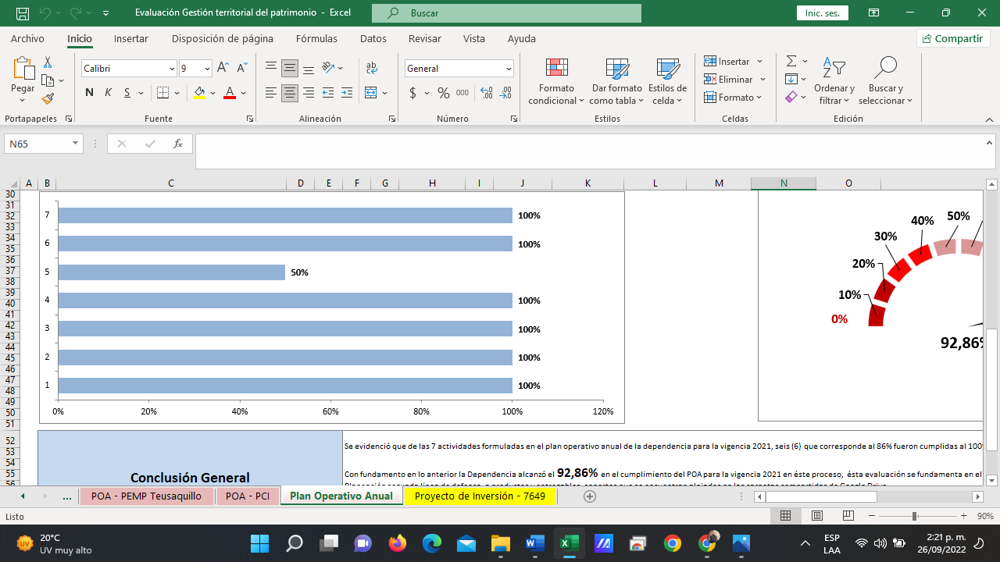 Evaluación Gestión territorial del patrimonio - Excel
Buscar
Inic. ses.
Archivo Inicio Insertar Disposición de página Fórmulas Datos Revisar Vista Ayuda
Compartir
Pegar
Calibri 9
N K S
General
$ % 000
Formato condicional
Dar formato como tabla
Estilos de celda
Insertar
Eliminar
Formato
Ordenar y filtrar
Buscar y seleccionar
Portapapeles Fuente Alineación Número Estilos Celdas Edición
N65
A B C D E F G H I J K L M N O
30
31
32
33
34
35
36
37
38
39
40
41
42
43
44
45
46
47
48
49
50
51
52
53
54
55
56
7 100%
6 100%
5 50%
4 100%
3 100%
2 100%
1 100%
0% 20% 40% 60% 80% 100% 120%
50%
40%
30%
20%
10%
0%
92,86%
Conclusión General
Se evidenció que de las 7 actividades formuladas en el plan operativo anual de la dependencia para la vigencia 2021, seis (6) que corresponde al 86% fueron cumplidas al 100
Con fundamento en lo anterior la Dependencia alcanzó el 92,86% en el cumplimiento del POA para la vigencia 2021 en éste proceso, ésta evaluación se fundamenta en el
... POA - PEMP Teusaquillo POA - PCI Plan Operativo Anual Proyecto de Inversión - 7649
Listo
90%
UV
20°C
UV muy alto
ESP
LAA
2:21 p. m.
26/09/2022